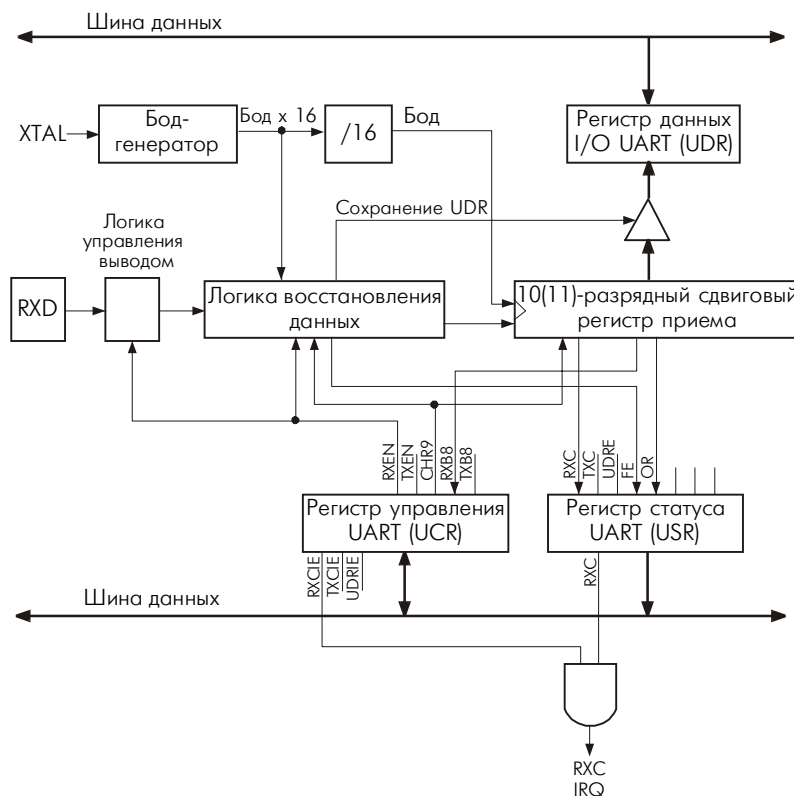 Шина данных
XTAL
Бод-
генератор
Бод x 16
/16
Бод
Регистр данных
I/O UART (UDR)
Сохранение UDR
Логика
управления
выводом
RXD
Логика восстановления
данных
10(11)-разрядный сдвиговый
регистр приема
RXEN
TXEN
CHR9
RXB8
TXB8
RXC
TXC
UDRE
FE
OR
Регистр управления
UART (UCR)
Регистр статуса
UART (USR)
RXCIE
TXCIE
UDRIE
RXC
Шина данных
RXC
IRQ